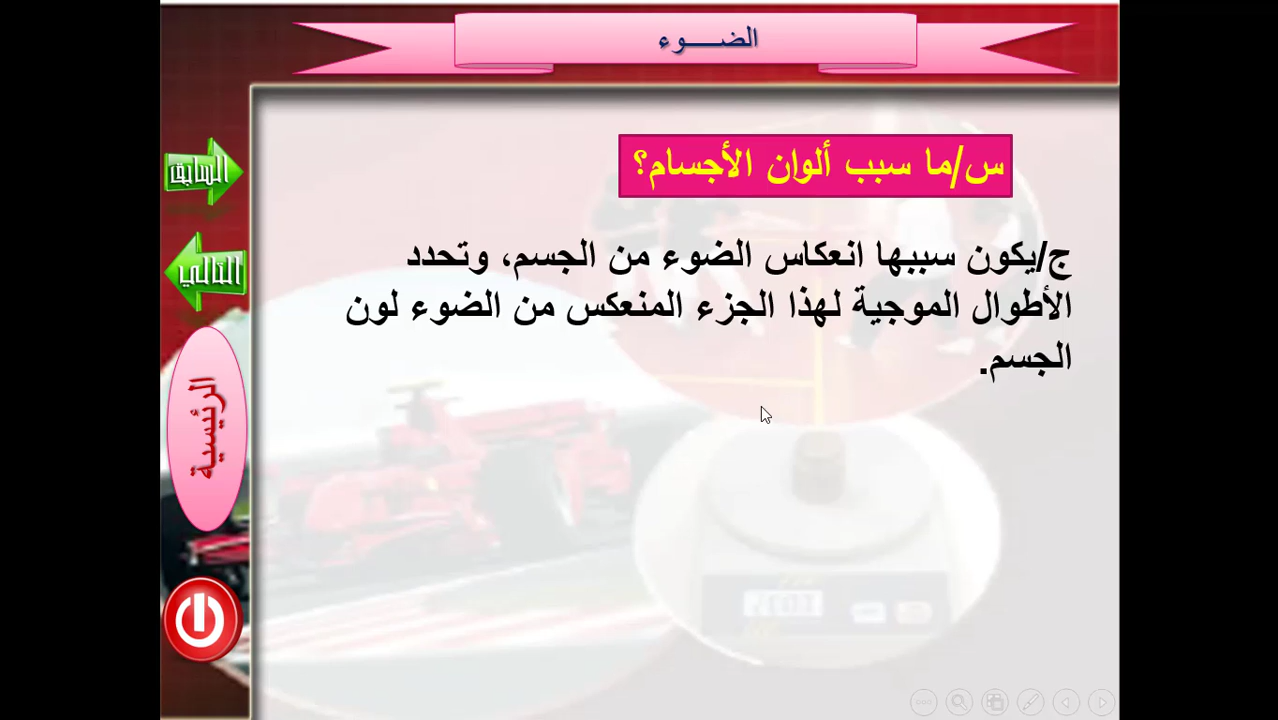 الضـــــوء
س/ما سبب ألوان الأجسام؟
ج/يكون سببها انعكاس الضوء من الجسم، وتحدد
الأطوال الموجية لهذا الجزء المنعكس من الضوء لون
الجسم.
السابق
التالي
الرئيسية